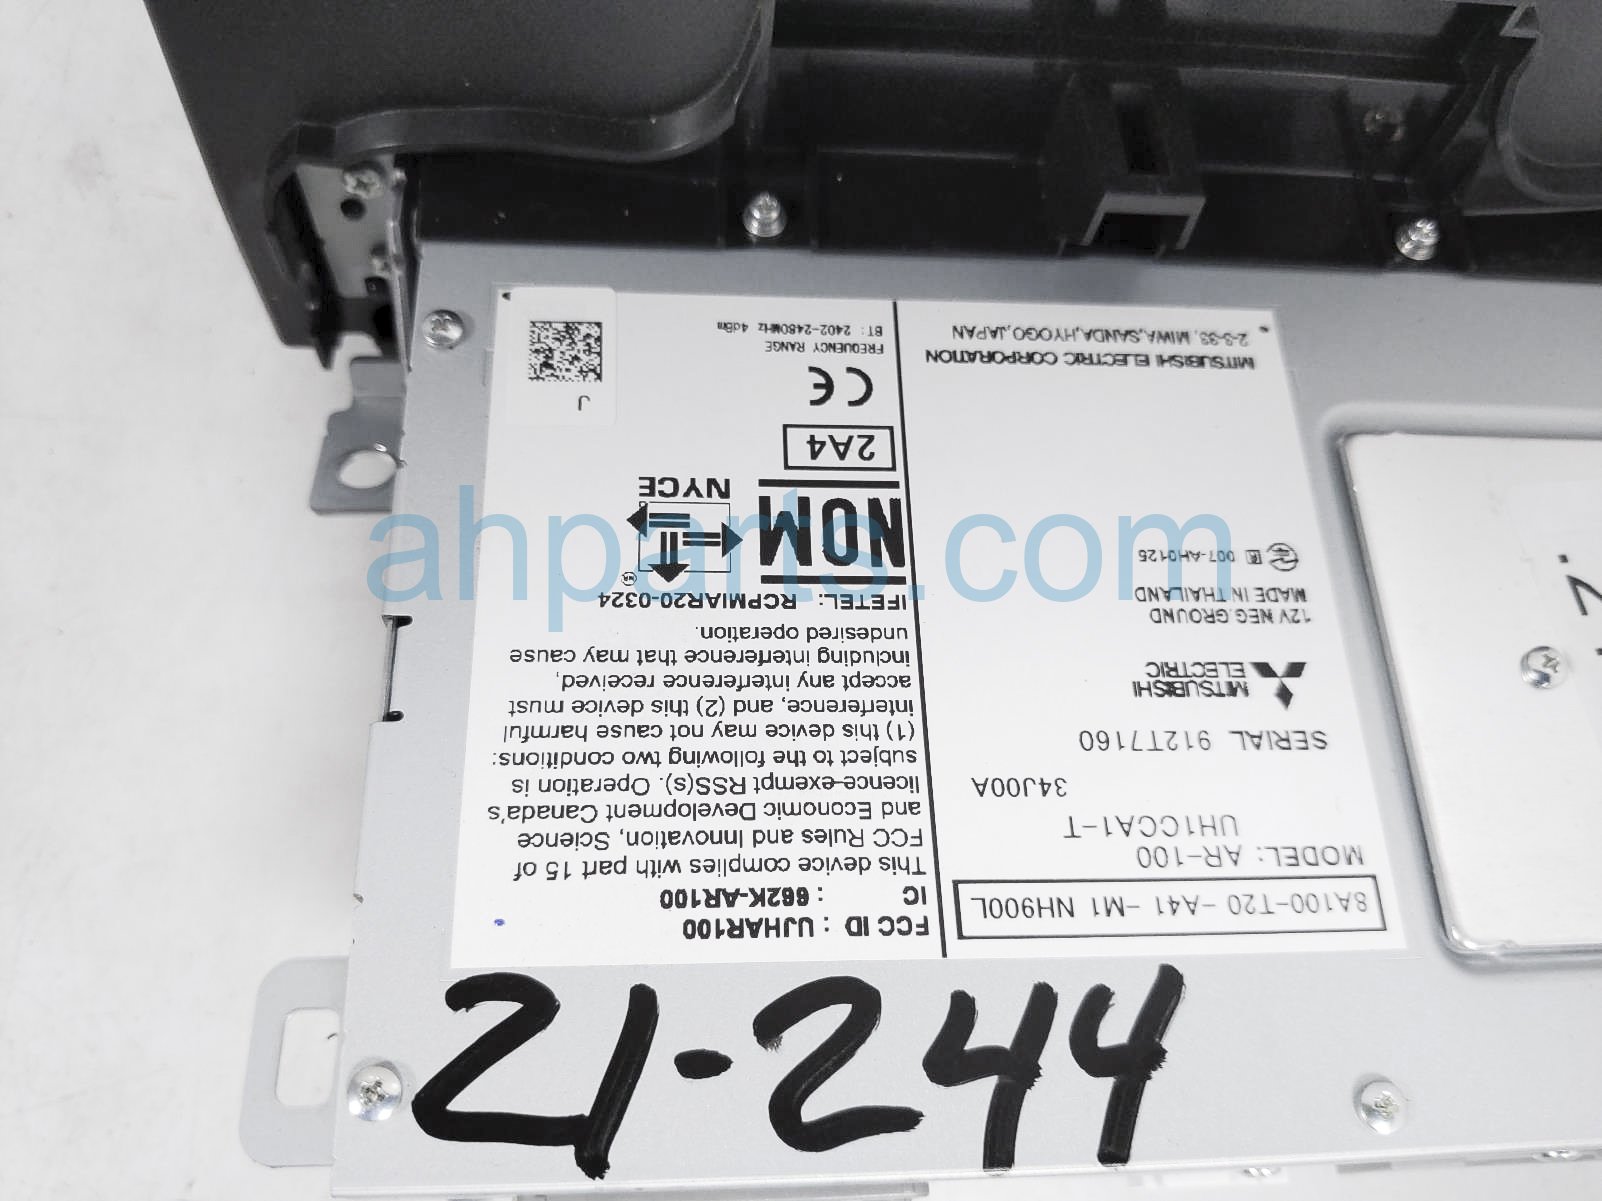 FCC ID : UJHAR100
IC : 662K-AR100
This device complies with part 15 of
FCC Rules and Innovation, Science
and Economic Development Canada's
licence-exempt RSS(s). Operation is
subject to the following two conditions:
(1) this device may not cause harmful
interference, and (2) this device must
accept any interference received,
including interference that may cause
undesired operation.
IFETEL: RCPMIAR20-0324
NOM
NYCE
2A4
CE
FREQUENCY RANGE
BT: 2402-2480MHz 4dBm
J
8A100-T20 -A41 -M1 NH900L
MODEL: AR-100
UH1CCA1-T
34J00A
SERIAL 912T7160
MITSUBISHI
ELECTRIC
12V NEG.GROUND
MADE IN THAILAND
R 007-AH0125
MITSUBISHI ELECTRIC CORPORATION
2-3-33, MIWA,SANDA,HYOGO,JAPAN
21-244
ahparts.com